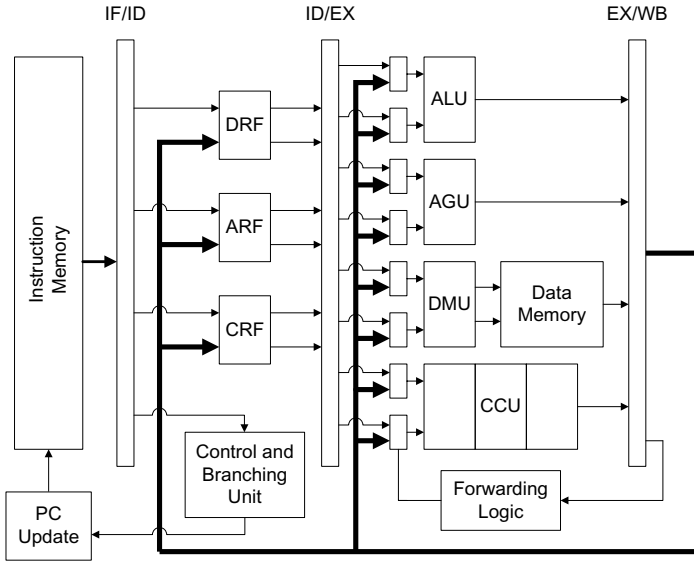 IF/ID
ID/EX
EX/WB
Instruction
Memory
DRF
ARF
CRF
ALU
AGU
DMU
Data
Memory
CCU
Control and
Branching
Unit
Forwarding
Logic
PC
Update